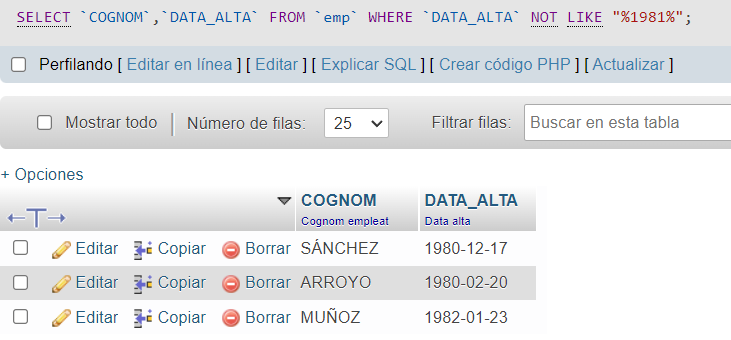 SELECT `COGNOM`,`DATA_ALTA` FROM `emp` WHERE `DATA_ALTA` NOT LIKE "%1981%";
Perfilando [ Editar en línea ] [ Editar ] [ Explicar SQL ] [ Crear código PHP ] [ Actualizar ]
Mostrar todo Número de filas: 25 Filtrar filas: Buscar en esta tabla
+ Opciones
←T→ COGNOM DATA_ALTA
Cognom empleat Data alta
Editar Copiar Borrar SÁNCHEZ 1980-12-17
Editar Copiar Borrar ARROYO 1980-02-20
Editar Copiar Borrar MUÑOZ 1982-01-23